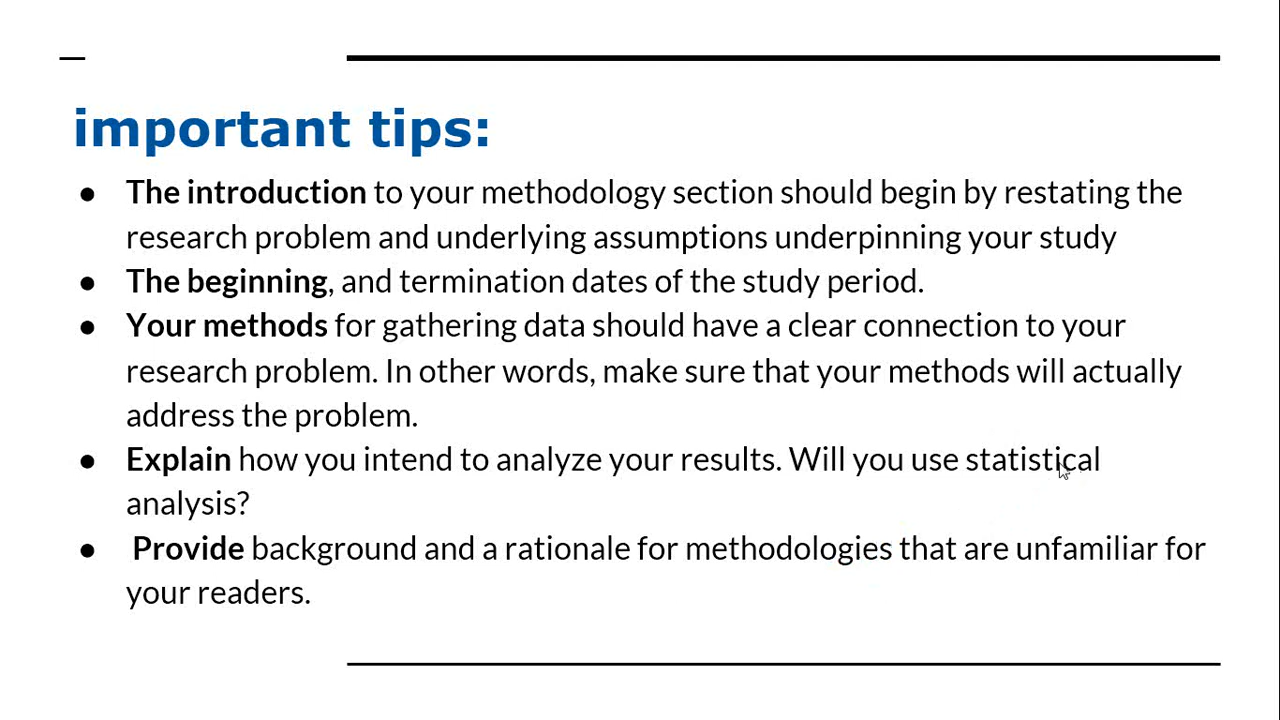 important tips:
● The introduction to your methodology section should begin by restating the
research problem and underlying assumptions underpinning your study
● The beginning, and termination dates of the study period.
● Your methods for gathering data should have a clear connection to your
research problem. In other words, make sure that your methods will actually
address the problem.
● Explain how you intend to analyze your results. Will you use statistical
analysis?
● Provide background and a rationale for methodologies that are unfamiliar for
your readers.